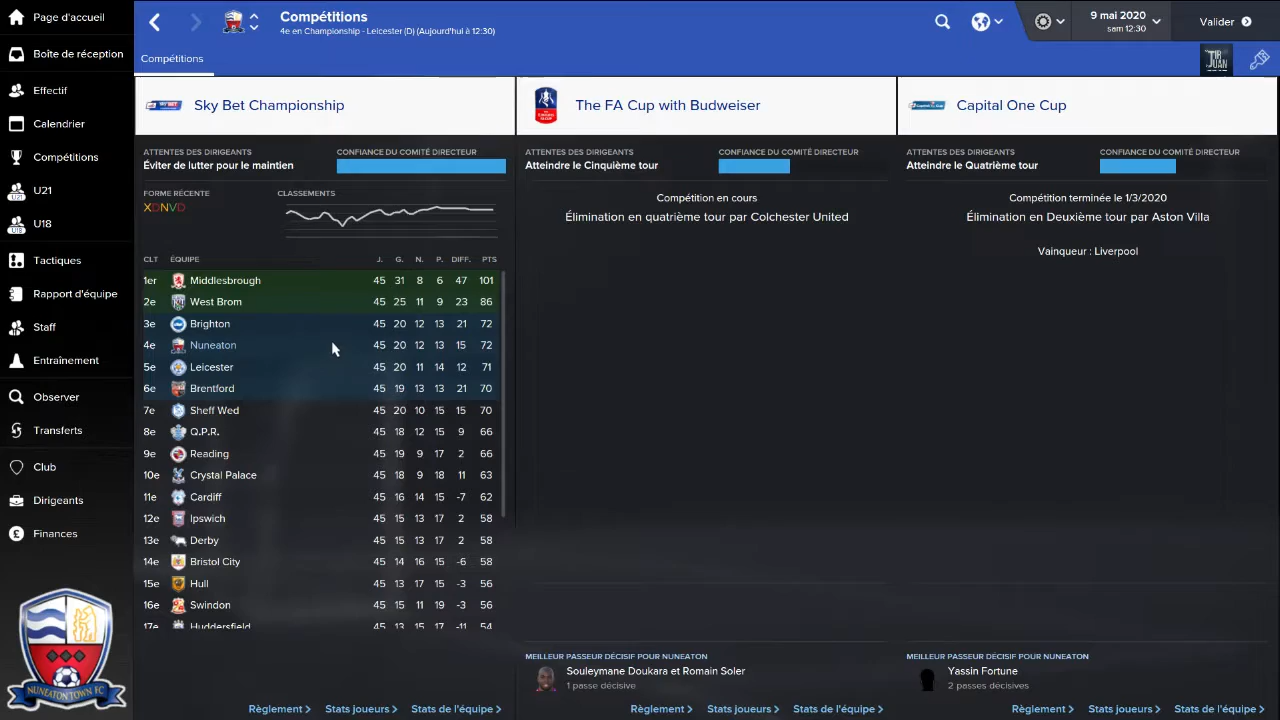 Page d'accueil
Boîte de réception
Effectif
Calendrier
Compétitions
U21
U18
Tactiques
Rapport d'équipe
Staff
Entraînement
Observer
Transferts
Club
Dirigeants
Finances
NUNEATON TOWN FC
Compétitions
4e en Championship - Leicester (D) (Aujourd'hui à 12:30)
9 mai 2020
sam 12:30
Valider
Compétitions
Sky Bet Championship
ATTENTES DES DIRIGEANTS CONFIANCE DU COMITÉ DIRECTEUR
Éviter de lutter pour le maintien
FORME RÉCENTE CLASSEMENTS
XDNVD
CLT ÉQUIPE J. G. N. P. DIFF. PTS
1er Middlesbrough 45 31 8 6 47 101
2e West Brom 45 25 11 9 23 86
3e Brighton 45 20 12 13 21 72
4e Nuneaton 45 20 12 13 15 72
5e Leicester 45 20 11 14 12 71
6e Brentford 45 19 13 13 21 70
7e Sheff Wed 45 20 10 15 15 70
8e Q.P.R. 45 18 12 15 9 66
9e Reading 45 19 9 17 2 66
10e Crystal Palace 45 18 9 18 11 63
11e Cardiff 45 16 14 15 -7 62
12e Ipswich 45 15 13 17 2 58
13e Derby 45 15 13 17 2 58
14e Bristol City 45 14 16 15 -6 58
15e Hull 45 13 17 15 -3 56
16e Swindon 45 15 11 19 -3 56
17e Huddersfield 45 13 15 17 -11 54
Règlement Stats joueurs Stats de l'équipe
The FA Cup with Budweiser
ATTENTES DES DIRIGEANTS CONFIANCE DU COMITÉ DIRECTEUR
Atteindre le Cinquième tour
Compétition en cours
Élimination en quatrième tour par Colchester United
MEILLEUR PASSEUR DÉCISIF POUR NUNEATON
Souleymane Doukara et Romain Soler
1 passe décisive
Règlement Stats joueurs Stats de l'équipe
Capital One Cup
ATTENTES DES DIRIGEANTS CONFIANCE DU COMITÉ DIRECTEUR
Atteindre le Quatrième tour
Compétition terminée le 1/3/2020
Élimination en Deuxième tour par Aston Villa
Vainqueur : Liverpool
MEILLEUR PASSEUR DÉCISIF POUR NUNEATON
Yassin Fortune
2 passes décisives
Règlement Stats joueurs Stats de l'équipe